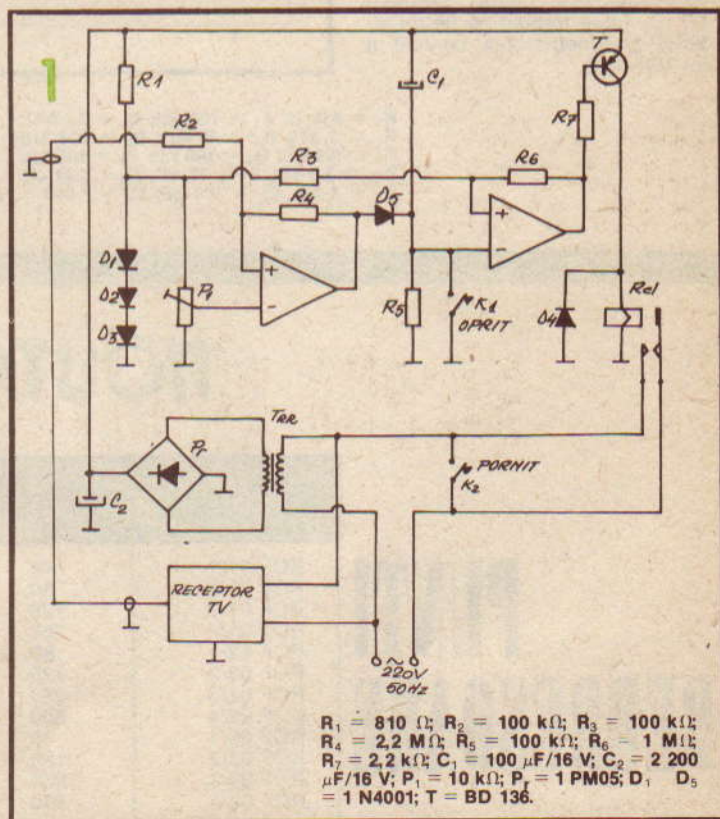 1
R1
R2
R3
R4
D5
C1
T
R7
R6
D1
D2
D3
P1
+
-
+
-
R5
K1
OPRIT
D4
Rel
TRR
Pr
C2
PORNIT
K2
RECEPTOR
TV
~
220V
50Hz
R₁ = 810 Ω; R₂ = 100 kΩ; R₃ = 100 kΩ;
R₄ = 2,2 MΩ; R₅ = 100 kΩ; R₆ = 1 MΩ;
R₇ = 2,2 kΩ; C₁ = 100 μF/16 V; C₂ = 2 200
μF/16 V; P₁ = 10 kΩ; Pᵣ = 1 PM05; D₁ D₅
= 1 N4001; T = BD 136.